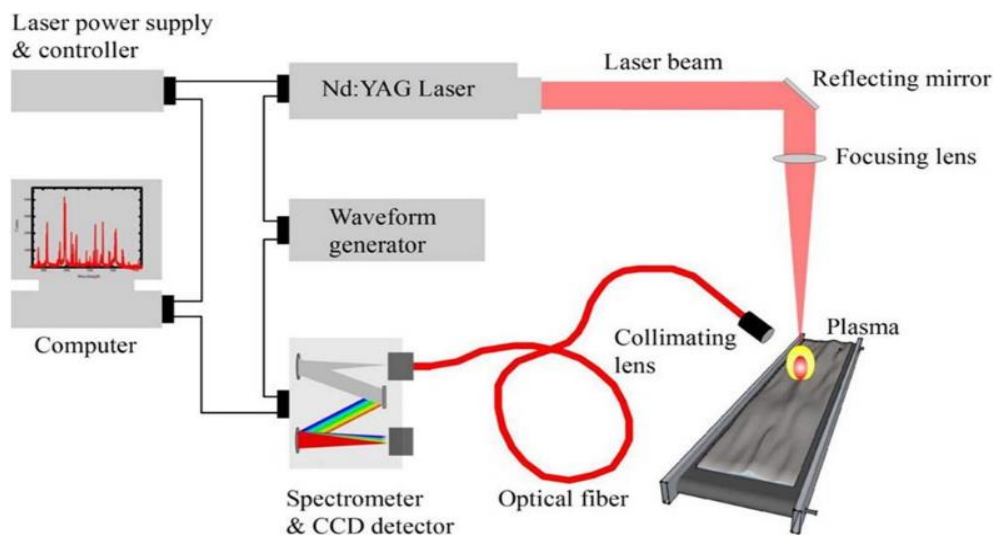 Laser power supply
& controller
Nd:YAG Laser
Laser beam
Reflecting mirror
Focusing lens
Waveform
generator
Computer
Collimating
lens
Plasma
Spectrometer
& CCD detector
Optical fiber